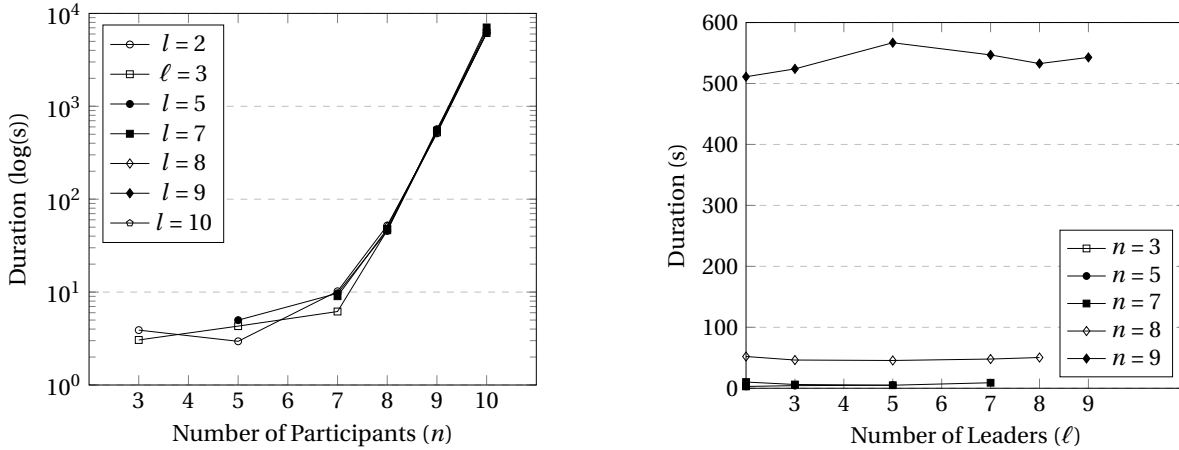 10^4
10^3
10^2
10^1
10^0
Duration (log(s))
l = 2
ℓ = 3
l = 5
l = 7
l = 8
l = 9
l = 10
3 4 5 6 7 8 9 10
Number of Participants (n)
600
500
400
300
200
100
0
Duration (s)
n = 3
n = 5
n = 7
n = 8
n = 9
3 4 5 6 7 8 9
Number of Leaders (ℓ)